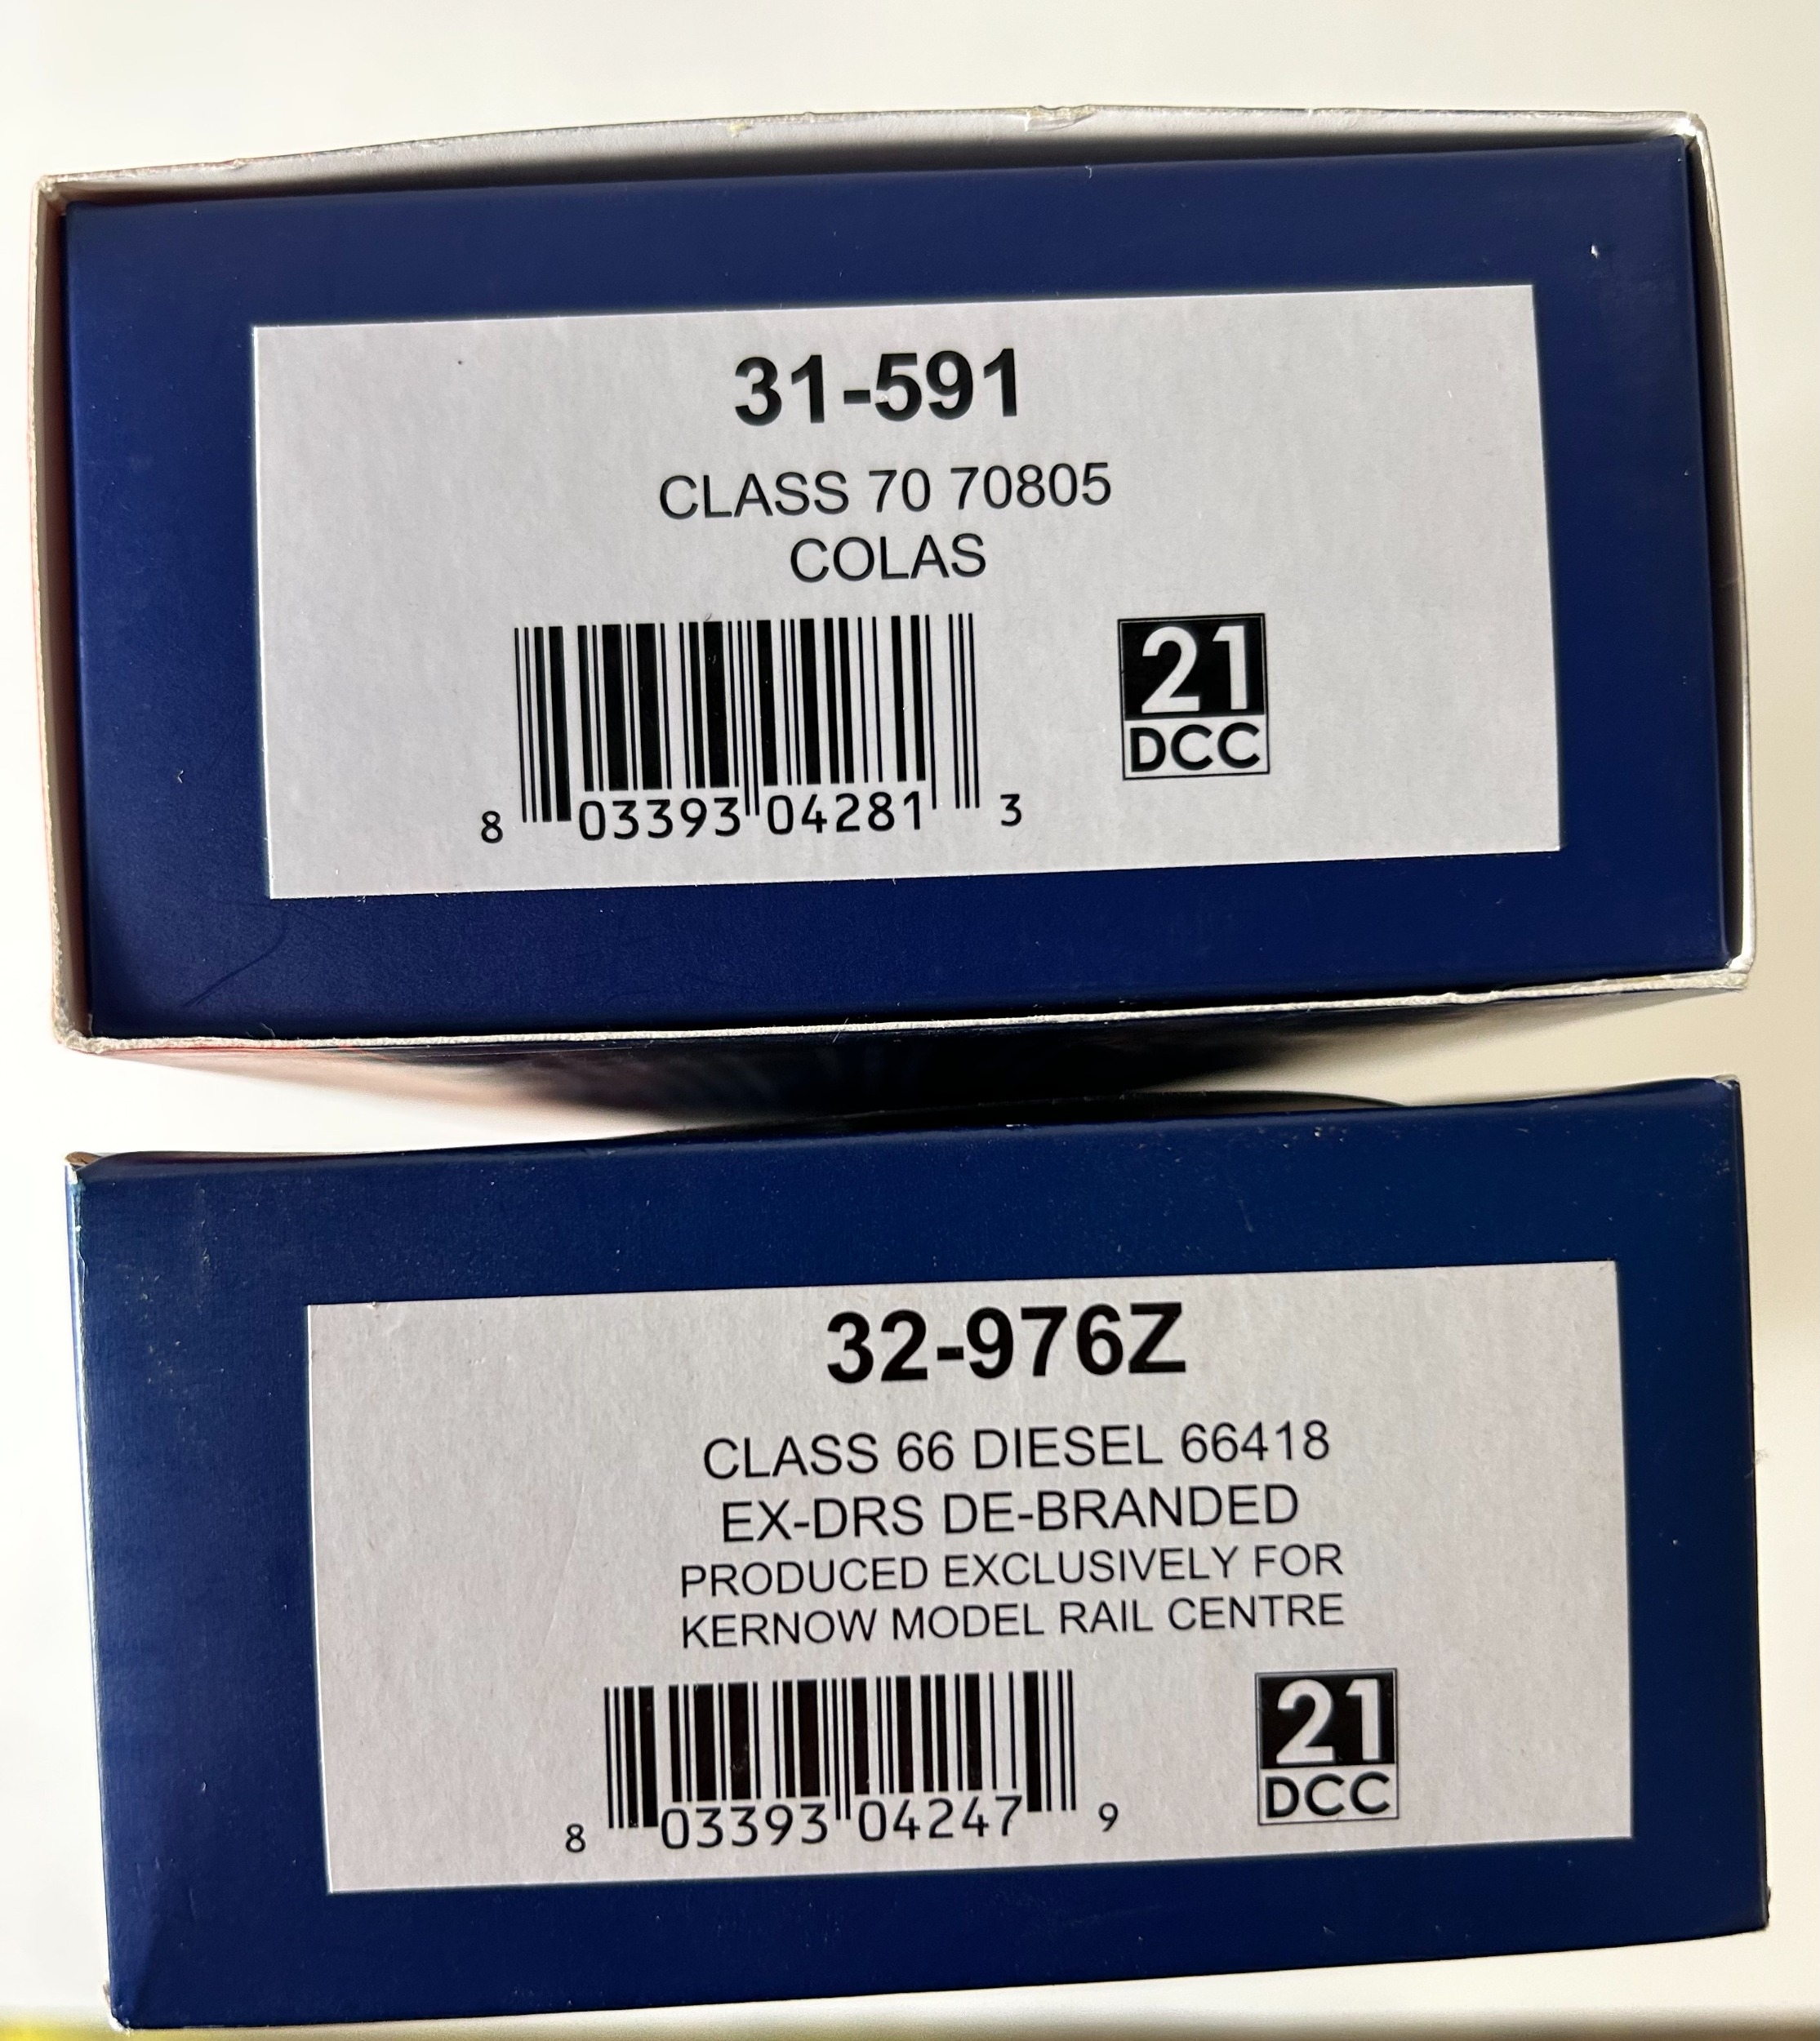 31-591
CLASS 70 70805
COLAS
21
DCC
8 03393 04281 3
32-976Z
CLASS 66 DIESEL 66418
EX-DRS DE-BRANDED
PRODUCED EXCLUSIVELY FOR
KERNOW MODEL RAIL CENTRE
21
DCC
8 03393 04247 9